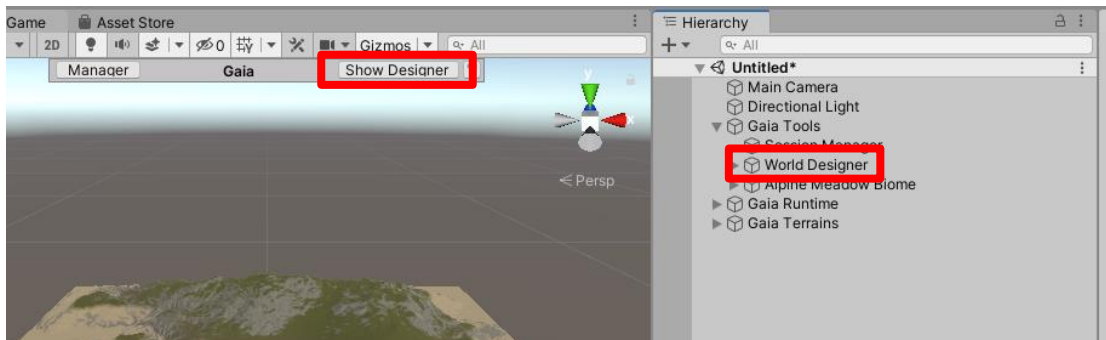 Game Asset Store
2D 0 Gizmos All
Manager Gaia Show Designer
y
x
Persp
Hierarchy
All
Untitled*
Main Camera
Directional Light
Gaia Tools
Session Manager
World Designer
Alpine Meadow Biome
Gaia Runtime
Gaia Terrains